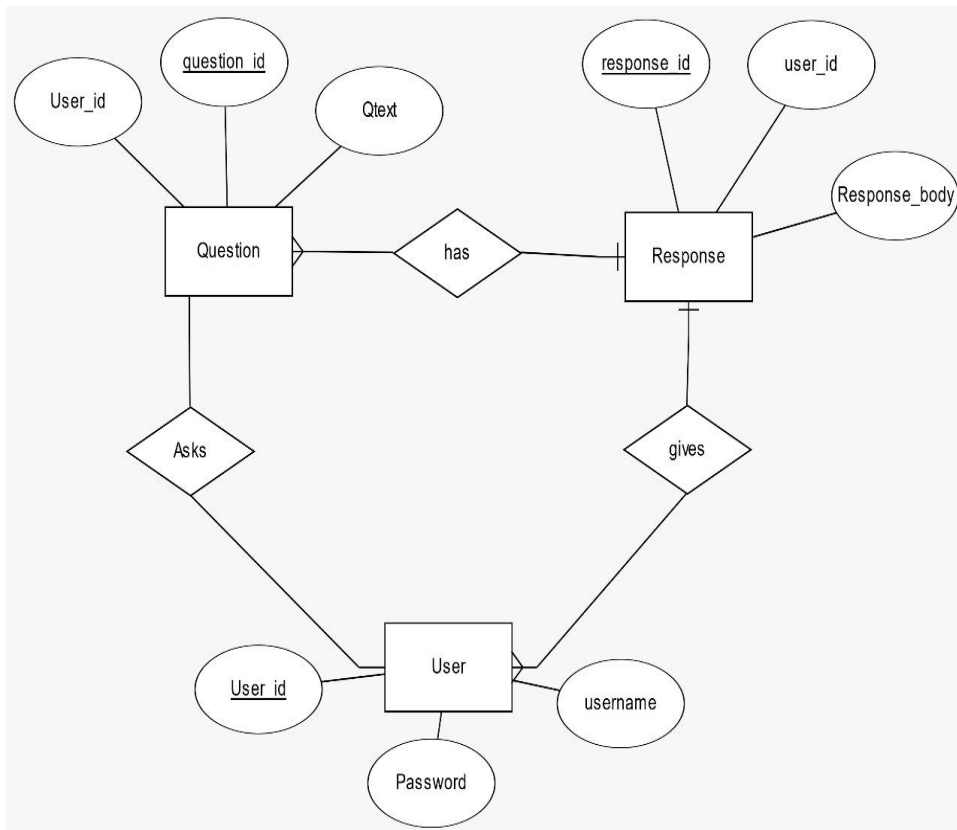 question_id
response_id
user_id
User_id
Qtext
Response_body
Question
has
Response
Asks
gives
User
User_id
username
Password